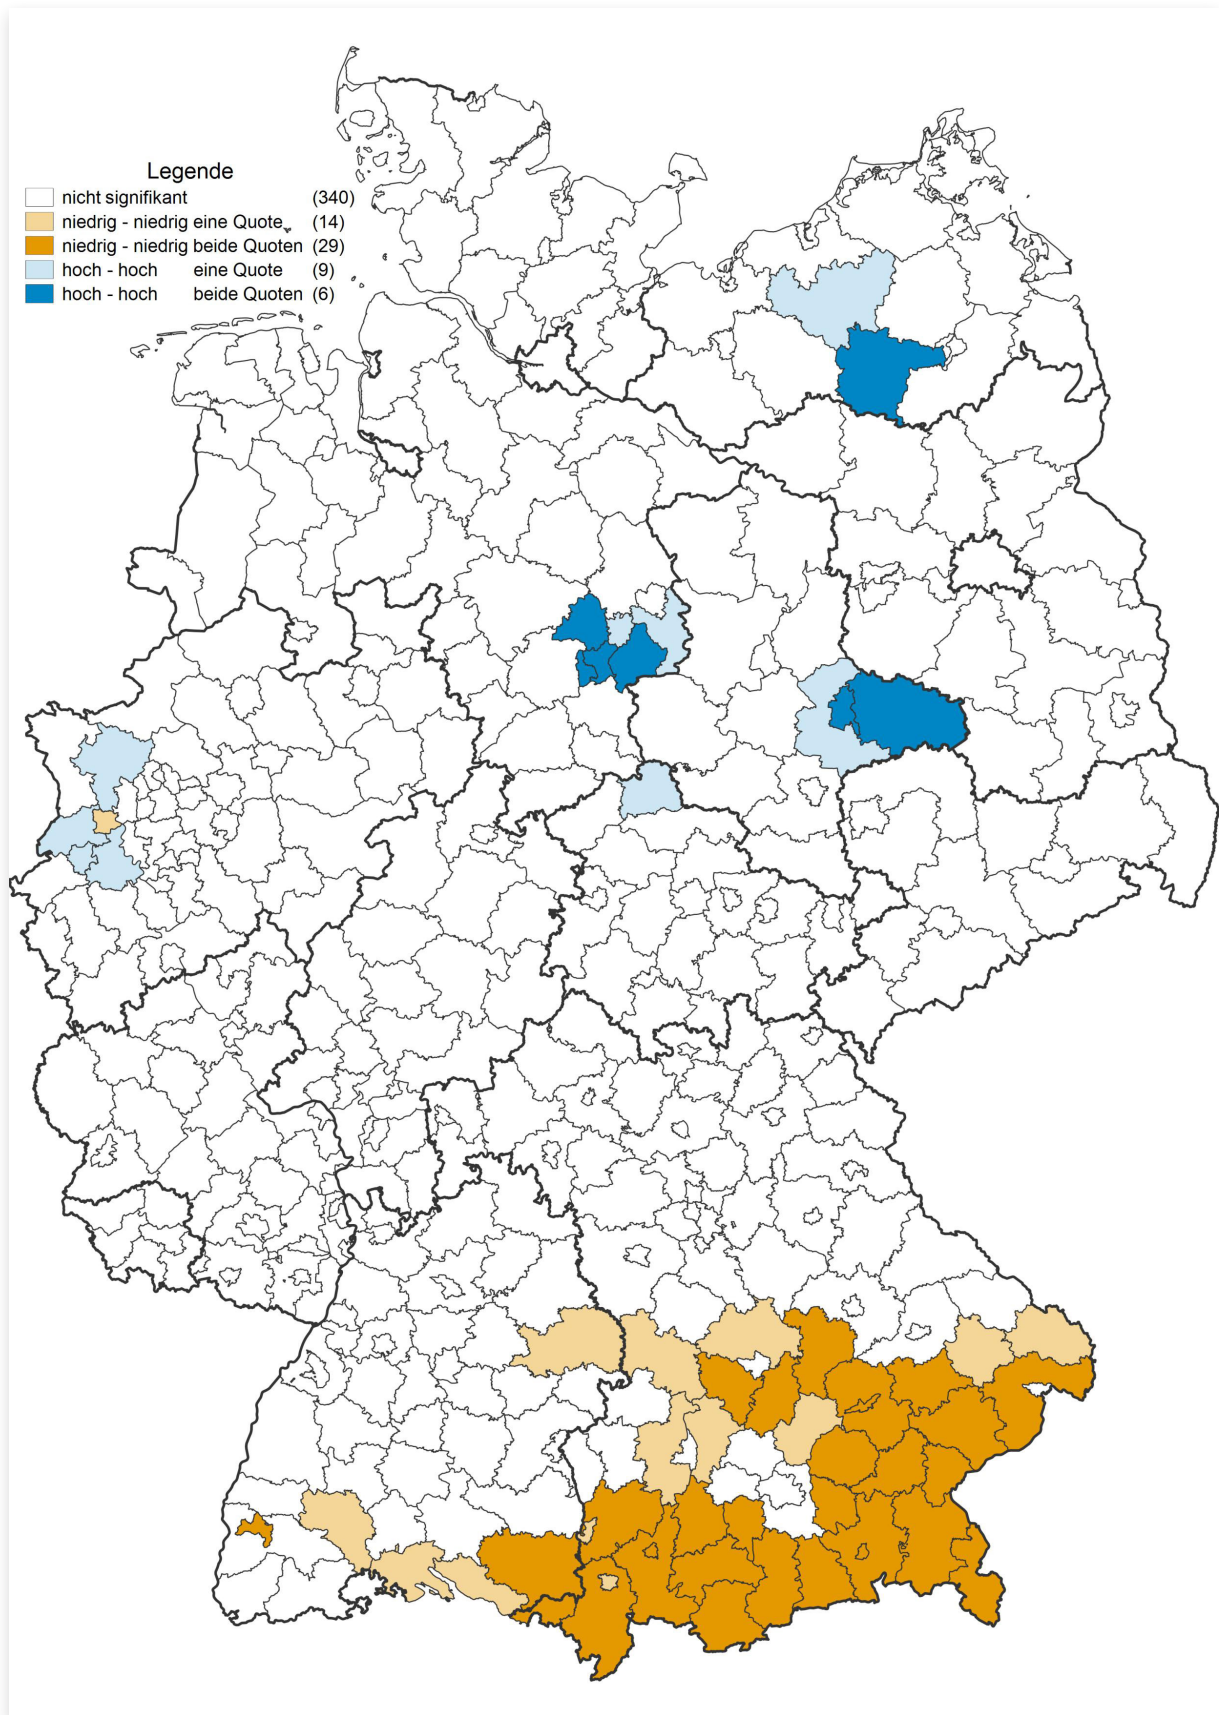 Legende
nicht signifikant (340)
niedrig - niedrig eine Quote (14)
niedrig - niedrig beide Quoten (29)
hoch - hoch eine Quote (9)
hoch - hoch beide Quoten (6)